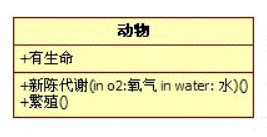 动物
+有生命
+新陈代谢(in o2:氧气 in water: 水)()
+繁殖()